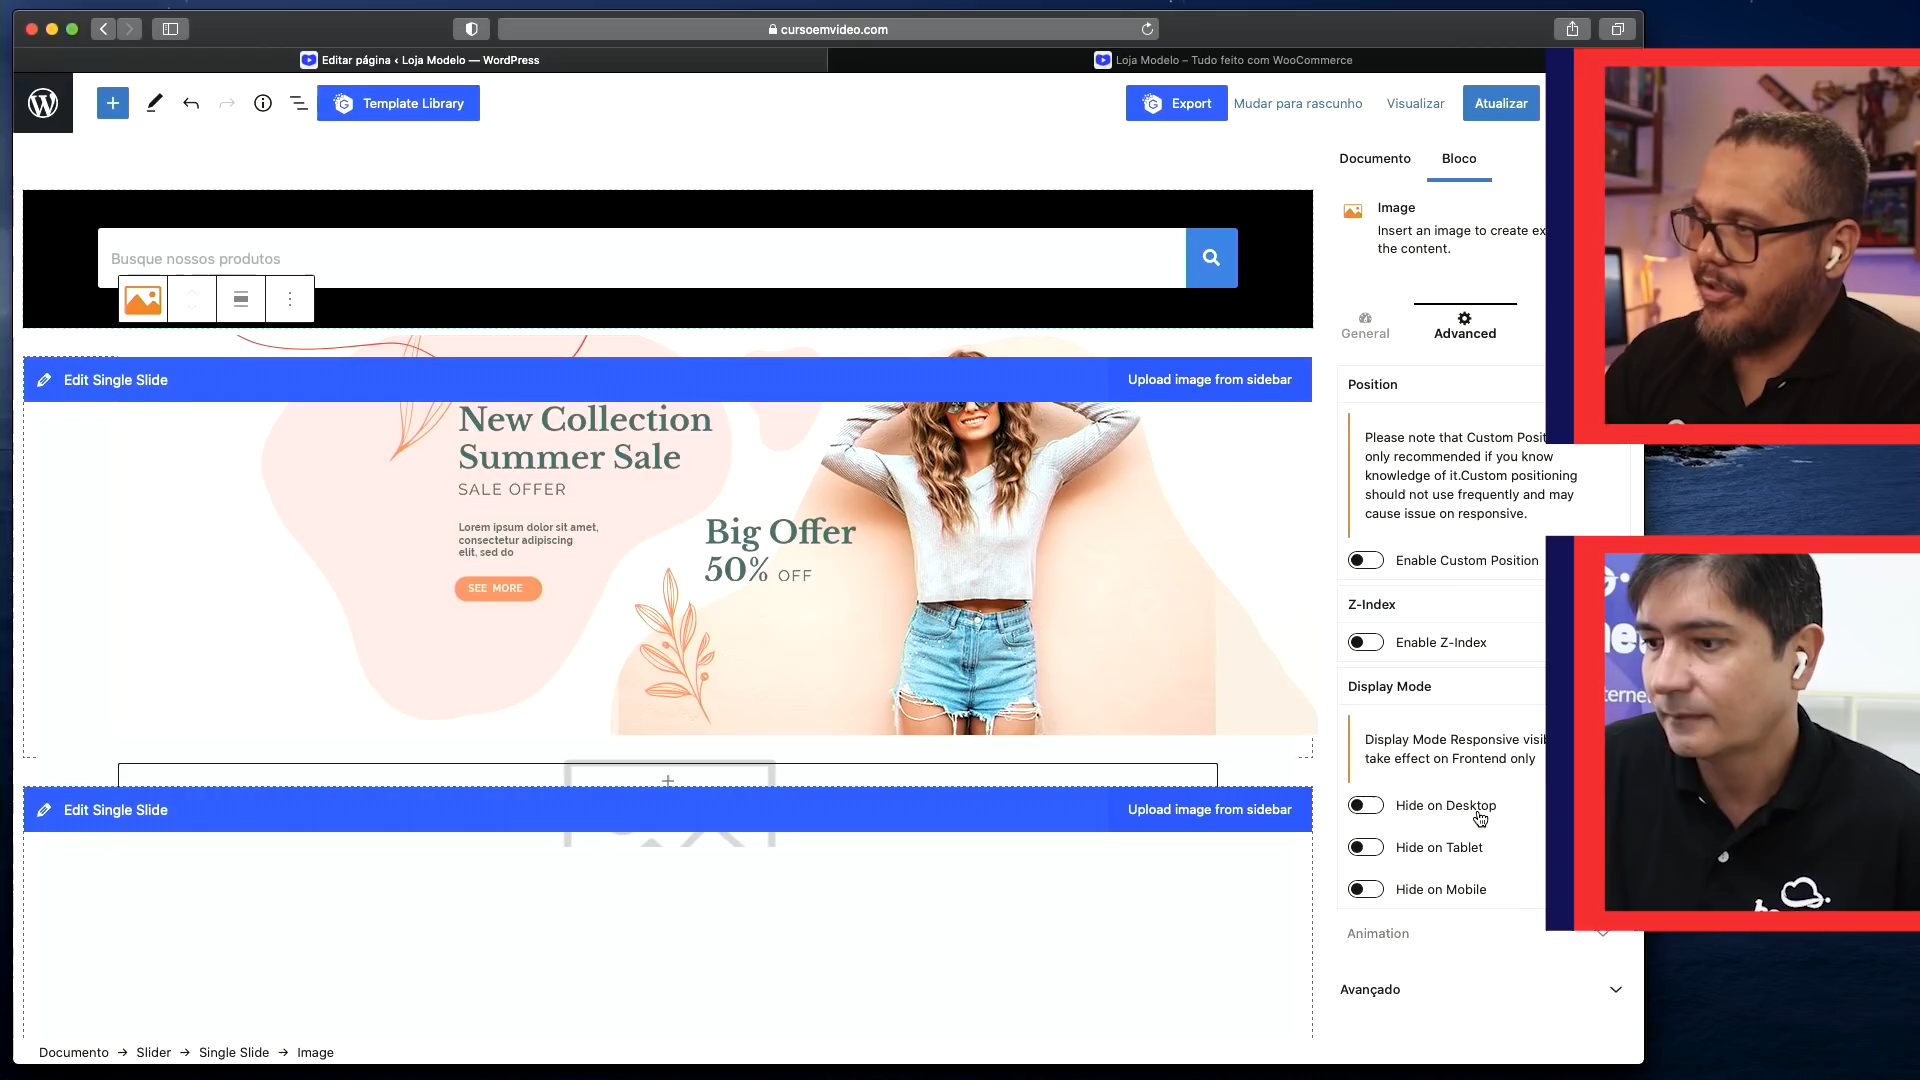 cursoemvideo.com
Editar página ‹ Loja Modelo — WordPress
Loja Modelo – Tudo feito com WooCommerce
Template Library
Export
Mudar para rascunho
Visualizar
Atualizar
Documento
Bloco
Image
Insert an image to create ex
the content.
General
Advanced
Busque nossos produtos
Edit Single Slide
Upload image from sidebar
New Collection
Summer Sale
SALE OFFER
Lorem ipsum dolor sit amet,
consectetur adipiscing
elit, sed do
SEE MORE
Big Offer
50% OFF
Edit Single Slide
Upload image from sidebar
Position
Please note that Custom Posit
only recommended if you know
knowledge of it.Custom positioning
should not use frequently and may
cause issue on responsive.
Enable Custom Position
Z-Index
Enable Z-Index
Display Mode
Display Mode Responsive visib
take effect on Frontend only
Hide on Desktop
Hide on Tablet
Hide on Mobile
Animation
Avançado
Documento → Slider → Single Slide → Image